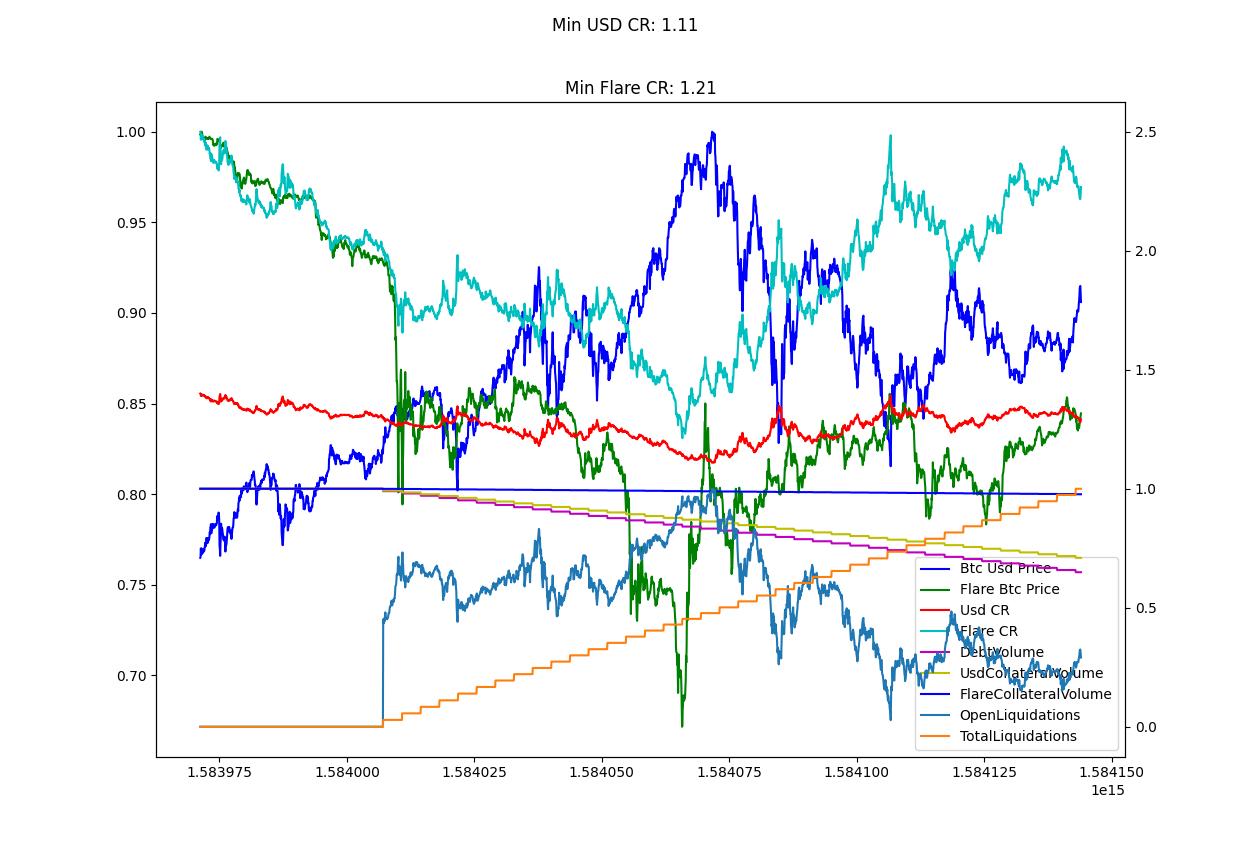 Min USD CR: 1.11
Min Flare CR: 1.21
1.00
0.95
0.90
0.85
0.80
0.75
0.70
2.5
2.0
1.5
1.0
0.5
0.0
Btc Usd Price
Flare Btc Price
Usd CR
Flare CR
DebtVolume
UsdCollateralVolume
FlareCollateralVolume
OpenLiquidations
TotalLiquidations
1.583975 1.584000 1.584025 1.584050 1.584075 1.584100 1.584125 1.584150
1e15